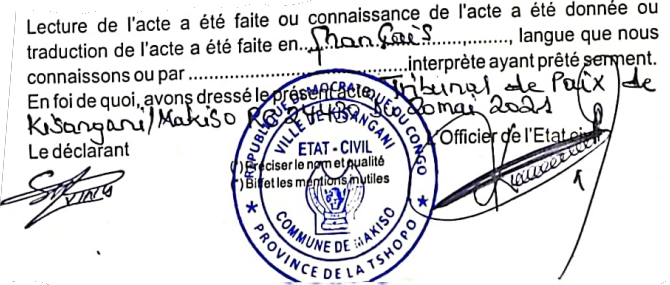 Lecture de l'acte a été faite ou connaissance de l'acte a été donnée ou
traduction de l'acte a été faite en..français..............,, langue que nous
connaissons ou par ....................................interprète ayant prêté serment.
En foi de quoi, avons dressé le présent acte, Tribunal de Paix de
Kisangani/Makiso 20 mai 2021
Le déclarant
L'Officier de l'Etat civil
(*) Préciser le nom et qualité
(*) Biffet les mentions inutiles
REPUBLIQUE DEMOCRATIQUE DU CONGO
VILLE DE KISANGANI
ETAT - CIVIL
COMMUNE DE MAKISO
PROVINCE DE LA TSHOPO